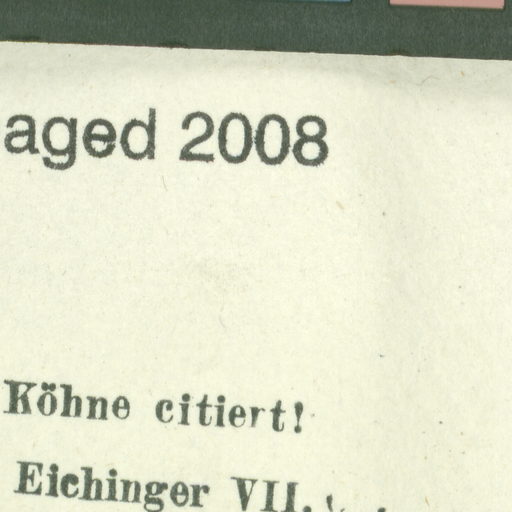 aged 2008
Köhne citiert!
Eichinger VII.